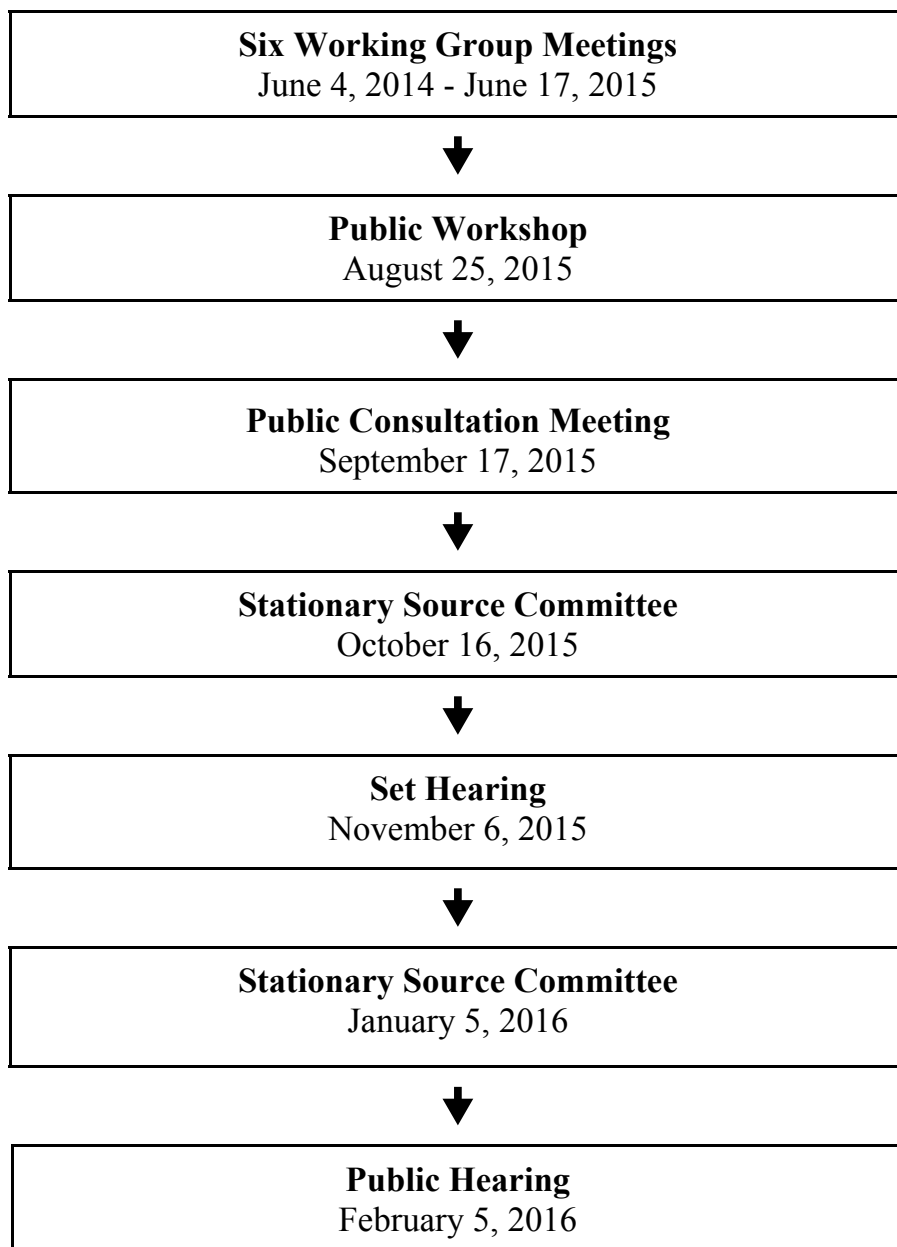 Six Working Group Meetings
June 4, 2014 - June 17, 2015
Public Workshop
August 25, 2015
Public Consultation Meeting
September 17, 2015
Stationary Source Committee
October 16, 2015
Set Hearing
November 6, 2015
Stationary Source Committee
January 5, 2016
Public Hearing
February 5, 2016